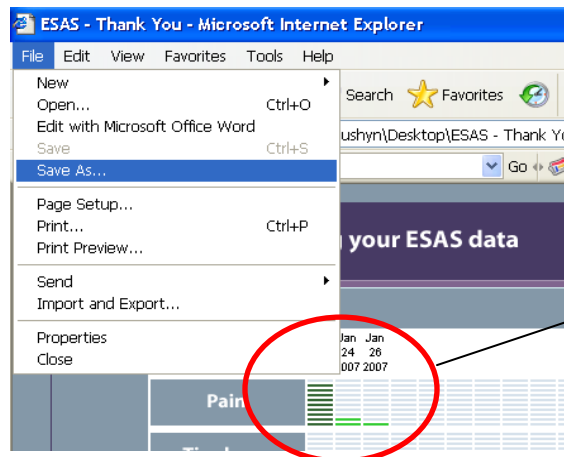 ESAS - Thank You - Microsoft Internet Explorer
File Edit View Favorites Tools Help
New
Open... Ctrl+O
Edit with Microsoft Office Word
Save Ctrl+S
Save As...
Page Setup...
Print... Ctrl+P
Print Preview...
Send
Import and Export...
Properties
Close
Search Favorites
ushyn\Desktop\ESAS - Thank Yo
Go
your ESAS data
Jan Jan
24 26
007 2007
Pain